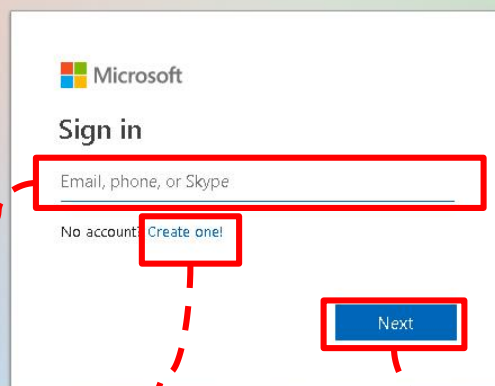 Microsoft
Sign in
Email, phone, or Skype
No account? Create one!
Next